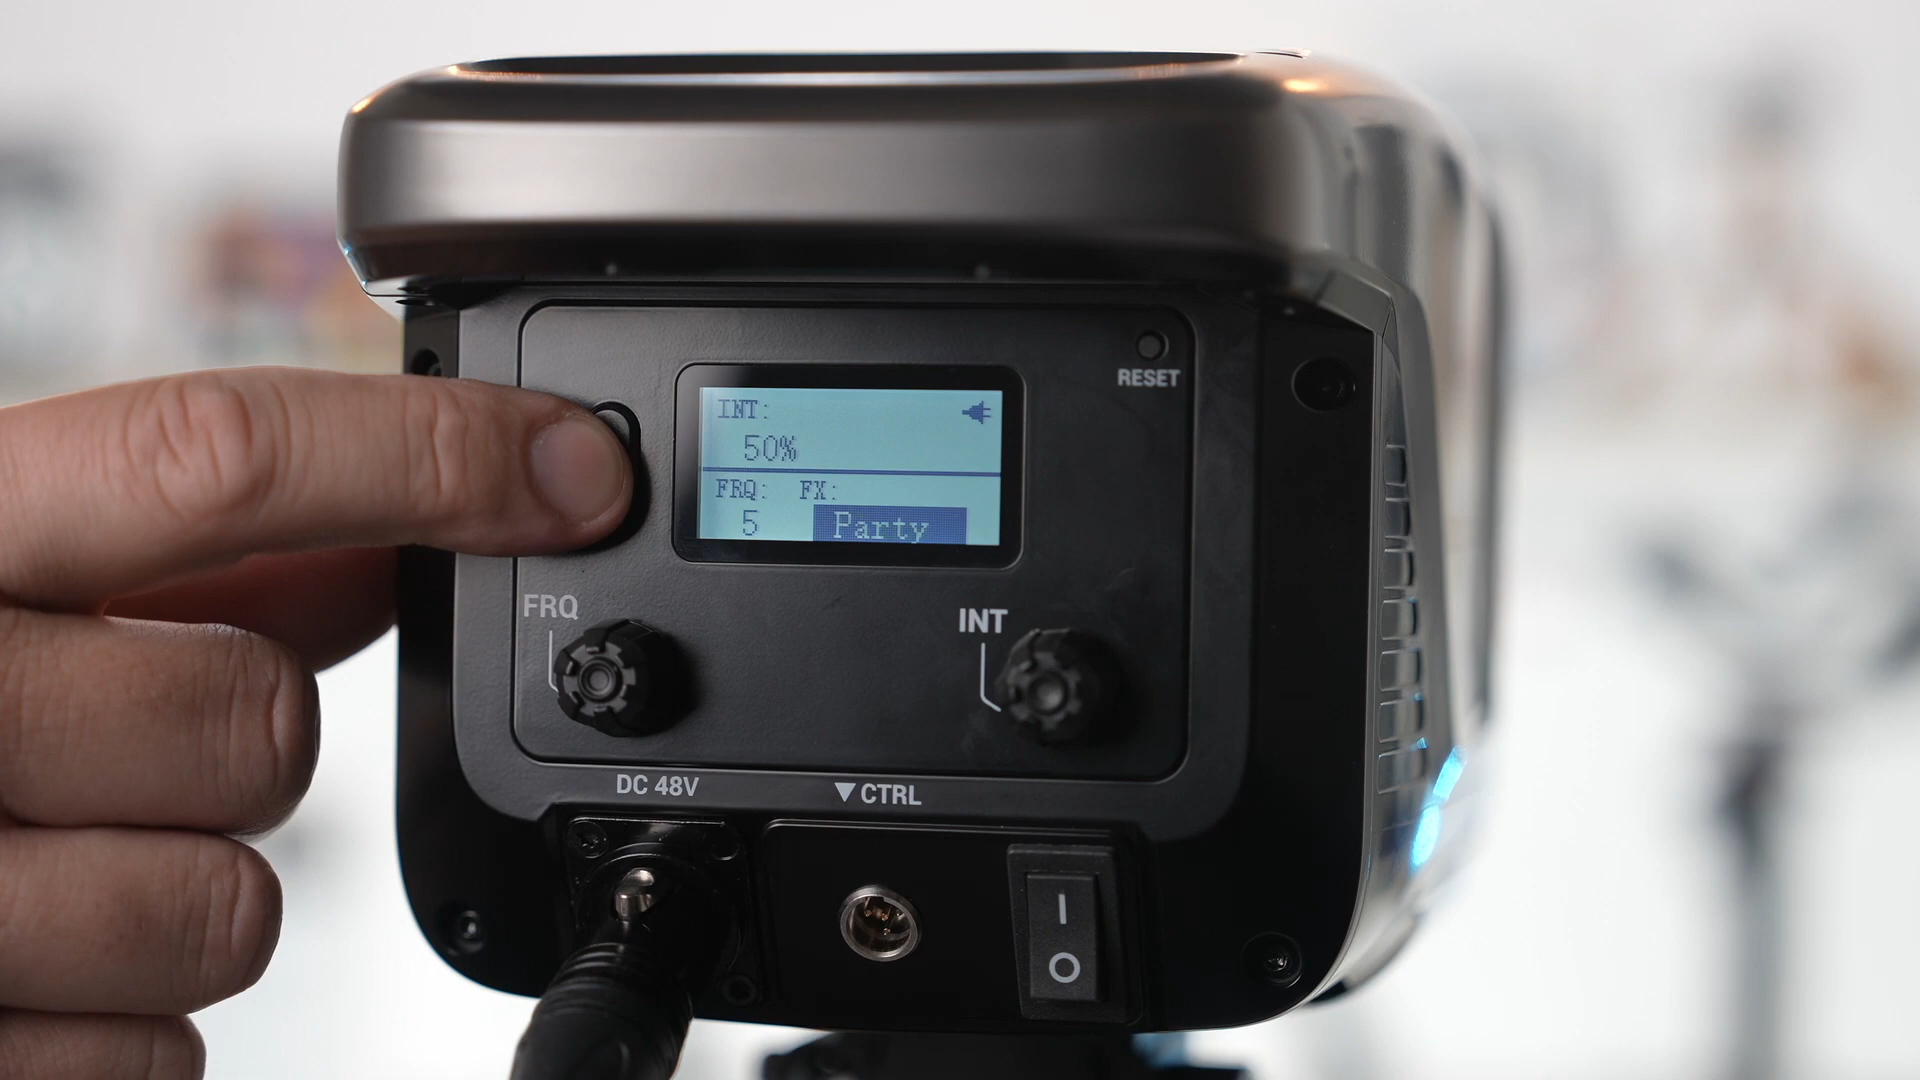 RESET
INT:
50%
FRQ: FX:
5 Party
FRQ
INT
DC 48V
▼CTRL
I
O